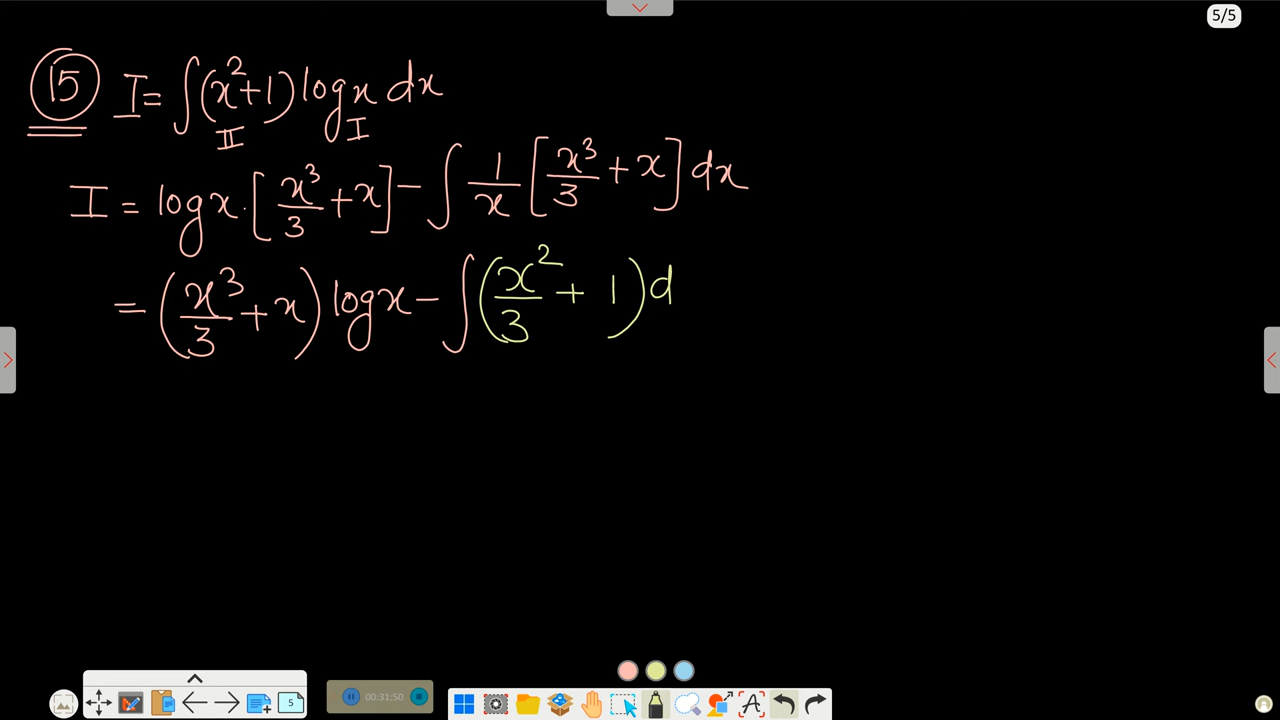 5/5
15 I = ∫(x²+1) log x dx
II I
I = log x · [x³/3 + x] − ∫ 1/x [x³/3 + x] dx
= (x³/3 + x) log x − ∫ (x²/3 + 1) d
5 00:31:50 A